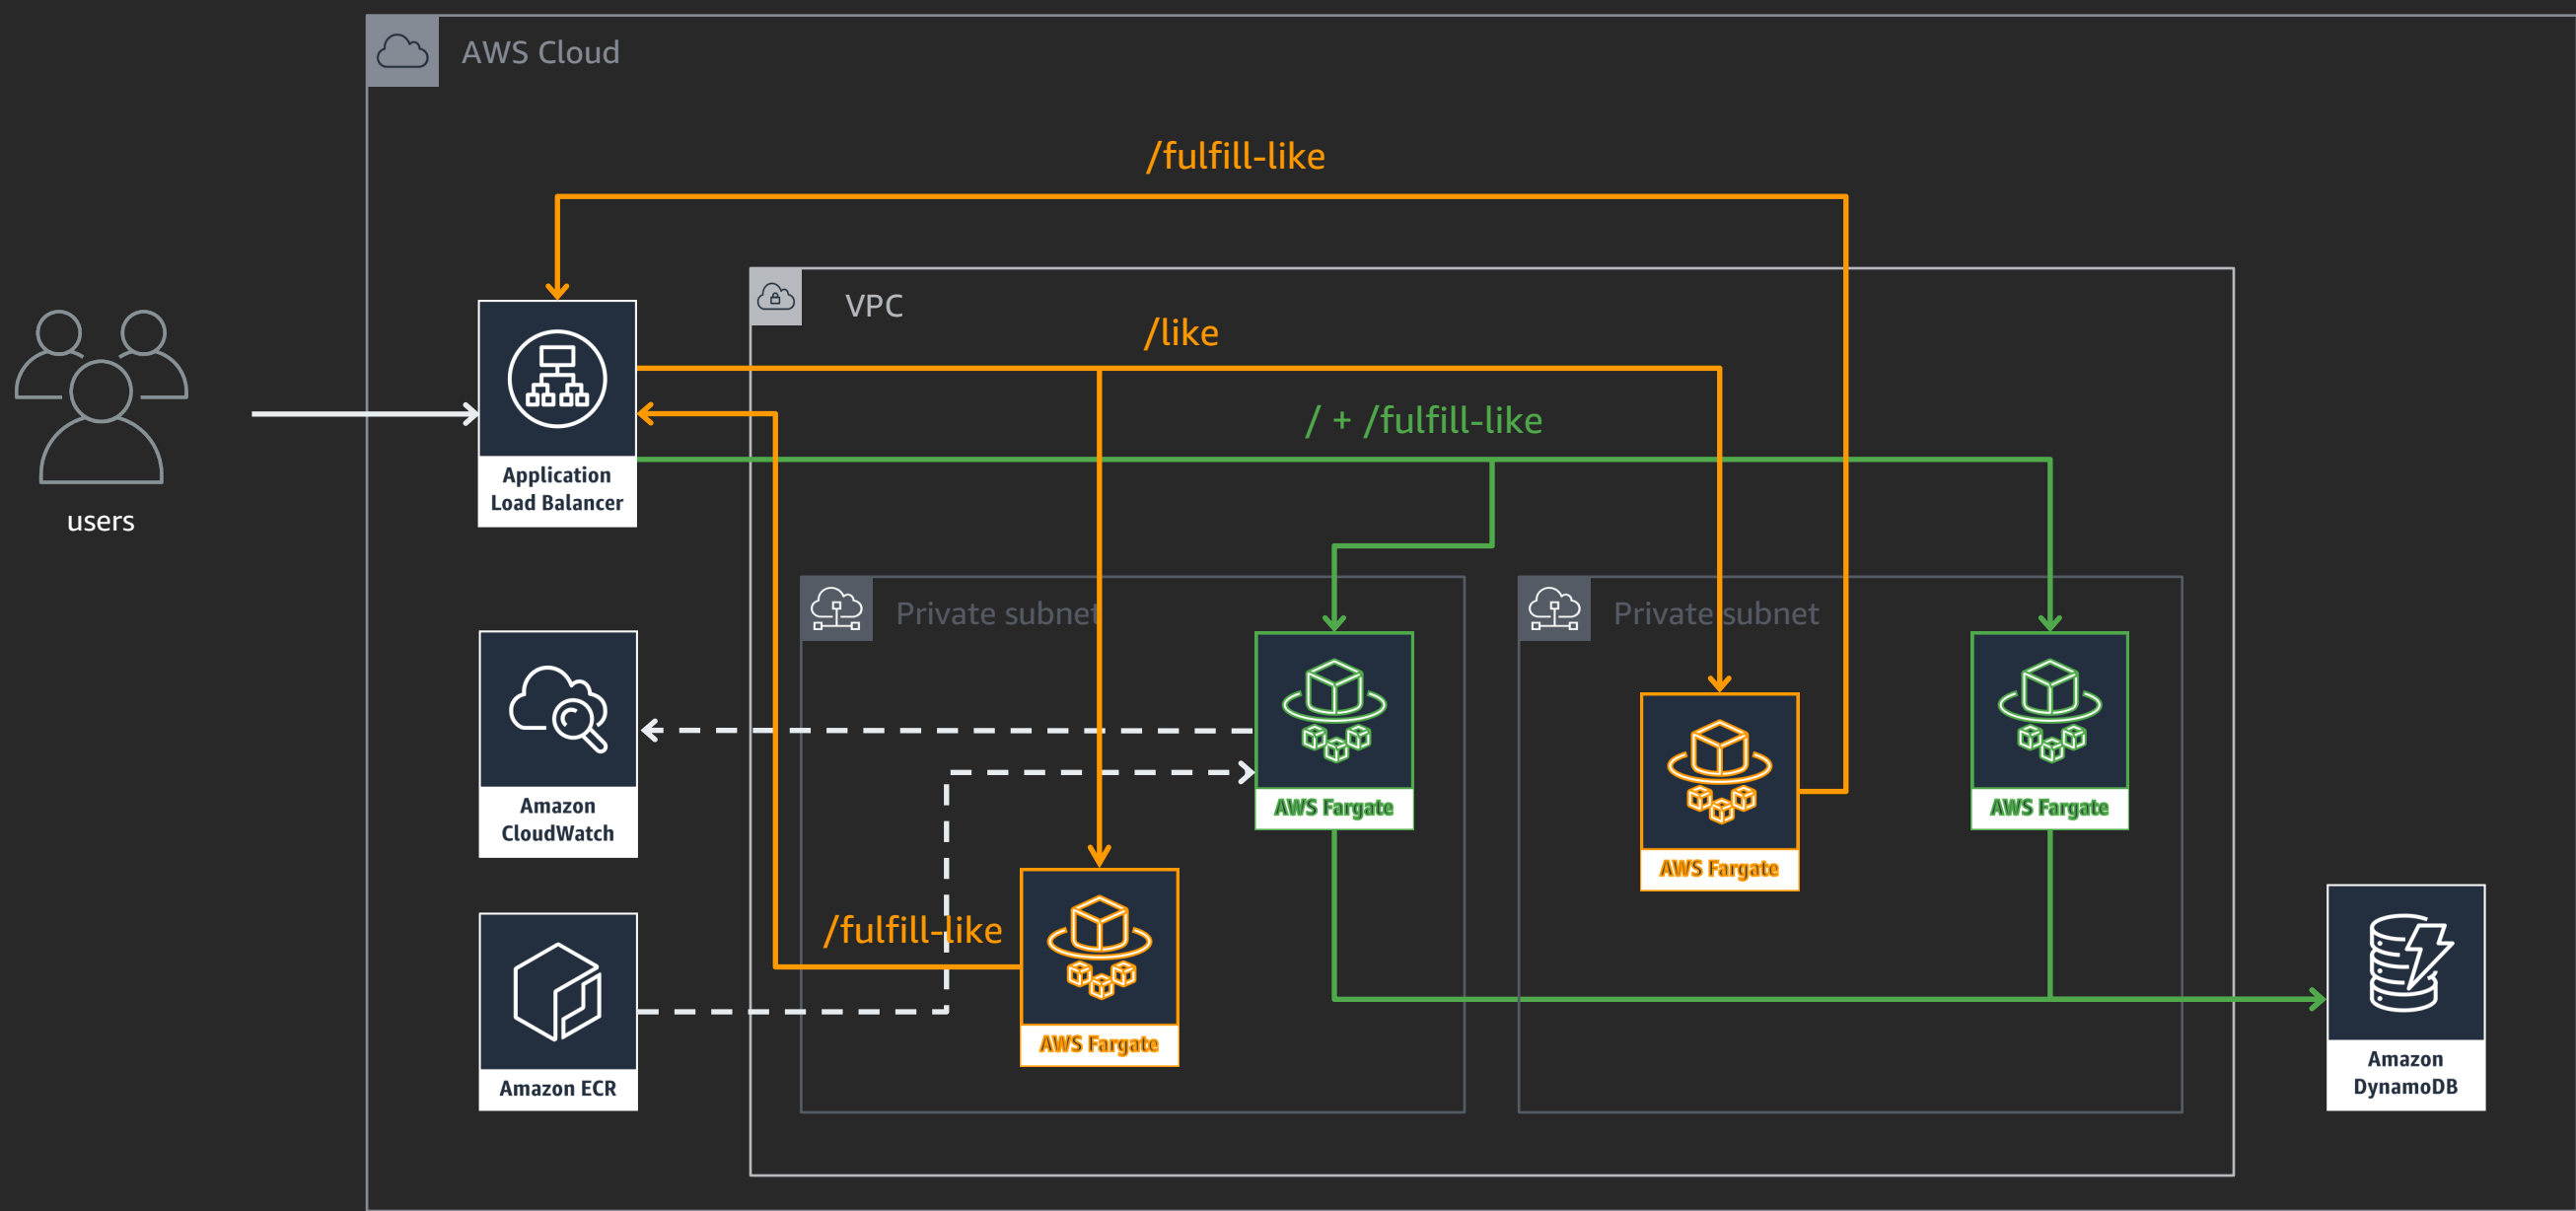 AWS Cloud
/fulfill-like
VPC
/like
/ + /fulfill-like
Application
Load Balancer
users
Private subnet
Private subnet
Amazon
CloudWatch
AWS Fargate
AWS Fargate
AWS Fargate
/fulfill-like
AWS Fargate
Amazon ECR
Amazon
DynamoDB